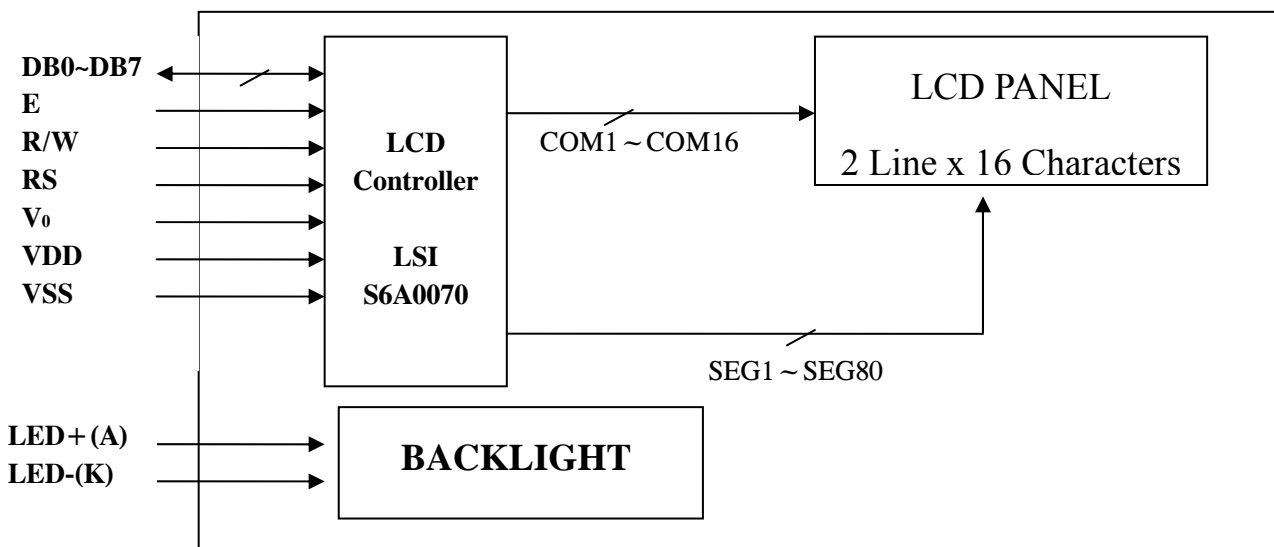 DB0~DB7
E
R/W
RS
V₀
VDD
VSS
LCD
Controller
LSI
S6A0070
COM1～COM16
LCD PANEL
2 Line x 16 Characters
SEG1～SEG80
LED＋(A)
LED-(K)
BACKLIGHT